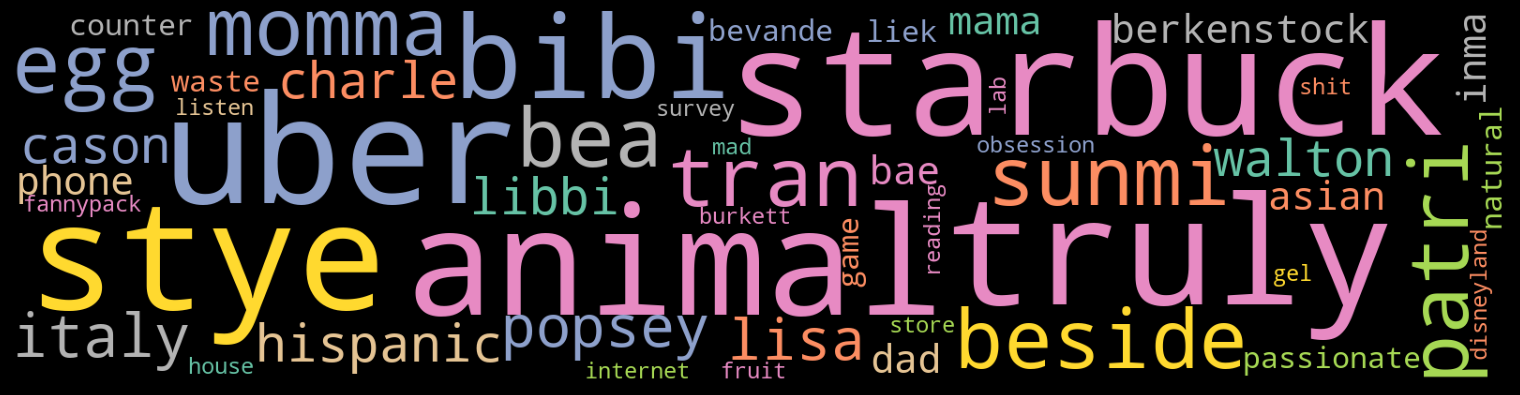 counter
momma
bibi
bevande
liek
mama
berkenstock
inma
egg
waste
charle
starbuck
lab
shit
listen
survey
natural
cason
uber
bea
mad
obsession
walton
phone
libbi
tran
bae
sunmi
asian
patri
fannypack
burkett
reading
stye
animal
game
truly
gel
disneyland
italy
hispanic
popsey
lisa
store
dad
beside
passionate
house
internet
fruit